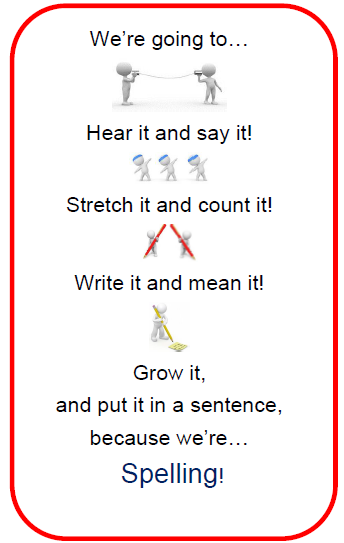 We're going to…
Hear it and say it!
Stretch it and count it!
Write it and mean it!
Grow it,
and put it in a sentence,
because we're…
Spelling!